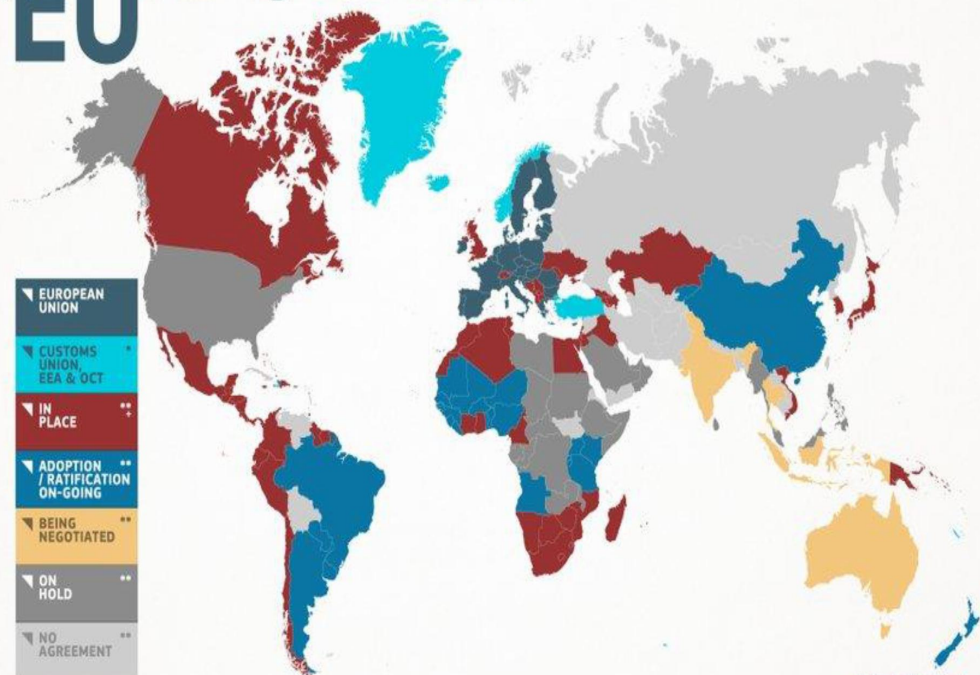 EU
EUROPEAN
UNION
CUSTOMS *
UNION,
EEA & OCT
IN **
PLACE +
ADOPTION **
/ RATIFICATION
ON-GOING
BEING **
NEGOTIATED
ON **
HOLD
NO **
AGREEMENT